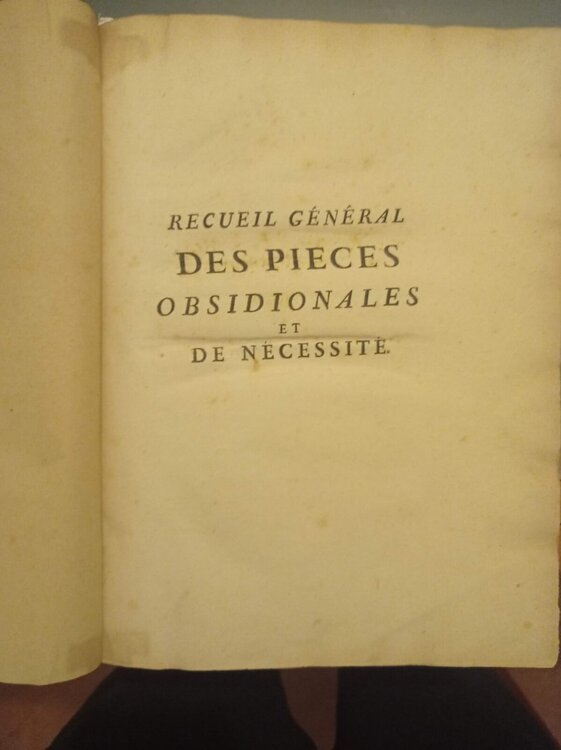 RECUEIL GÉNÉRAL
DES PIECES
OBSIDIONALES
ET
DE NÉCESSITÉ.